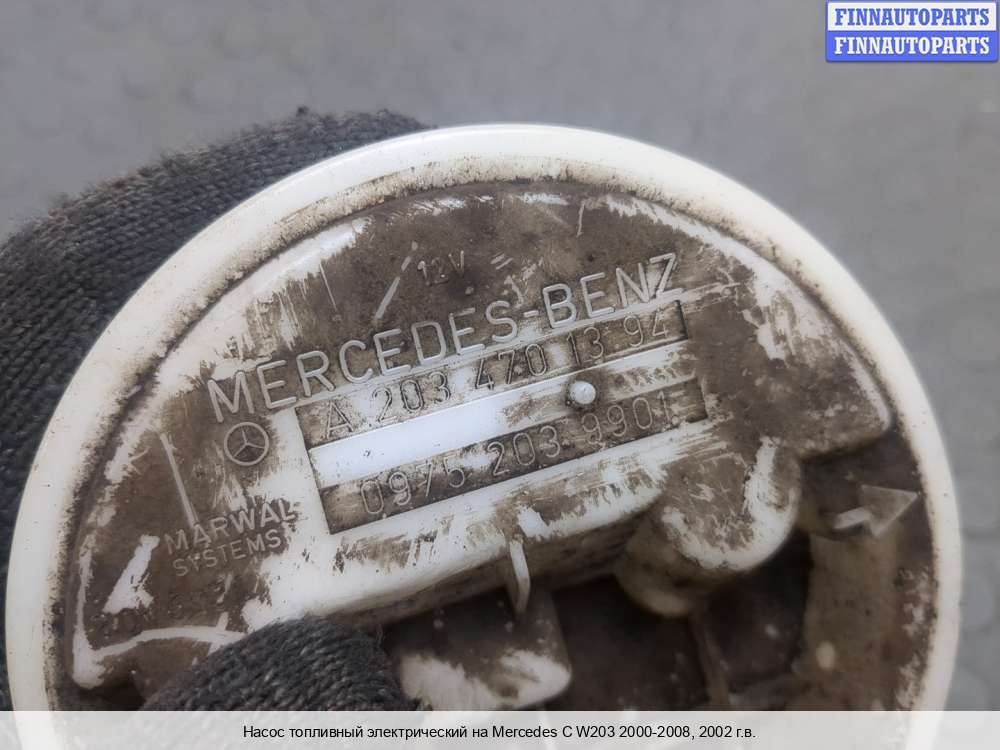 FINNAUTOPARTS
FINNAUTOPARTS
12V
MERCEDES-BENZ
A 203 470 13 94
0975 203 9901
MARWAL
SYSTEMS
Насос топливный электрический на Mercedes C W203 2000-2008, 2002 г.в.